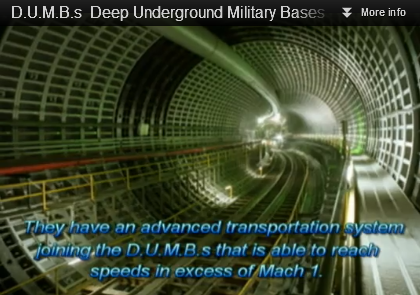 D.U.M.B.s  Deep Underground Military Bases
More info
They have an advanced transportation system
joining the D.U.M.B.s that is able to reach
speeds in excess of Mach 1.